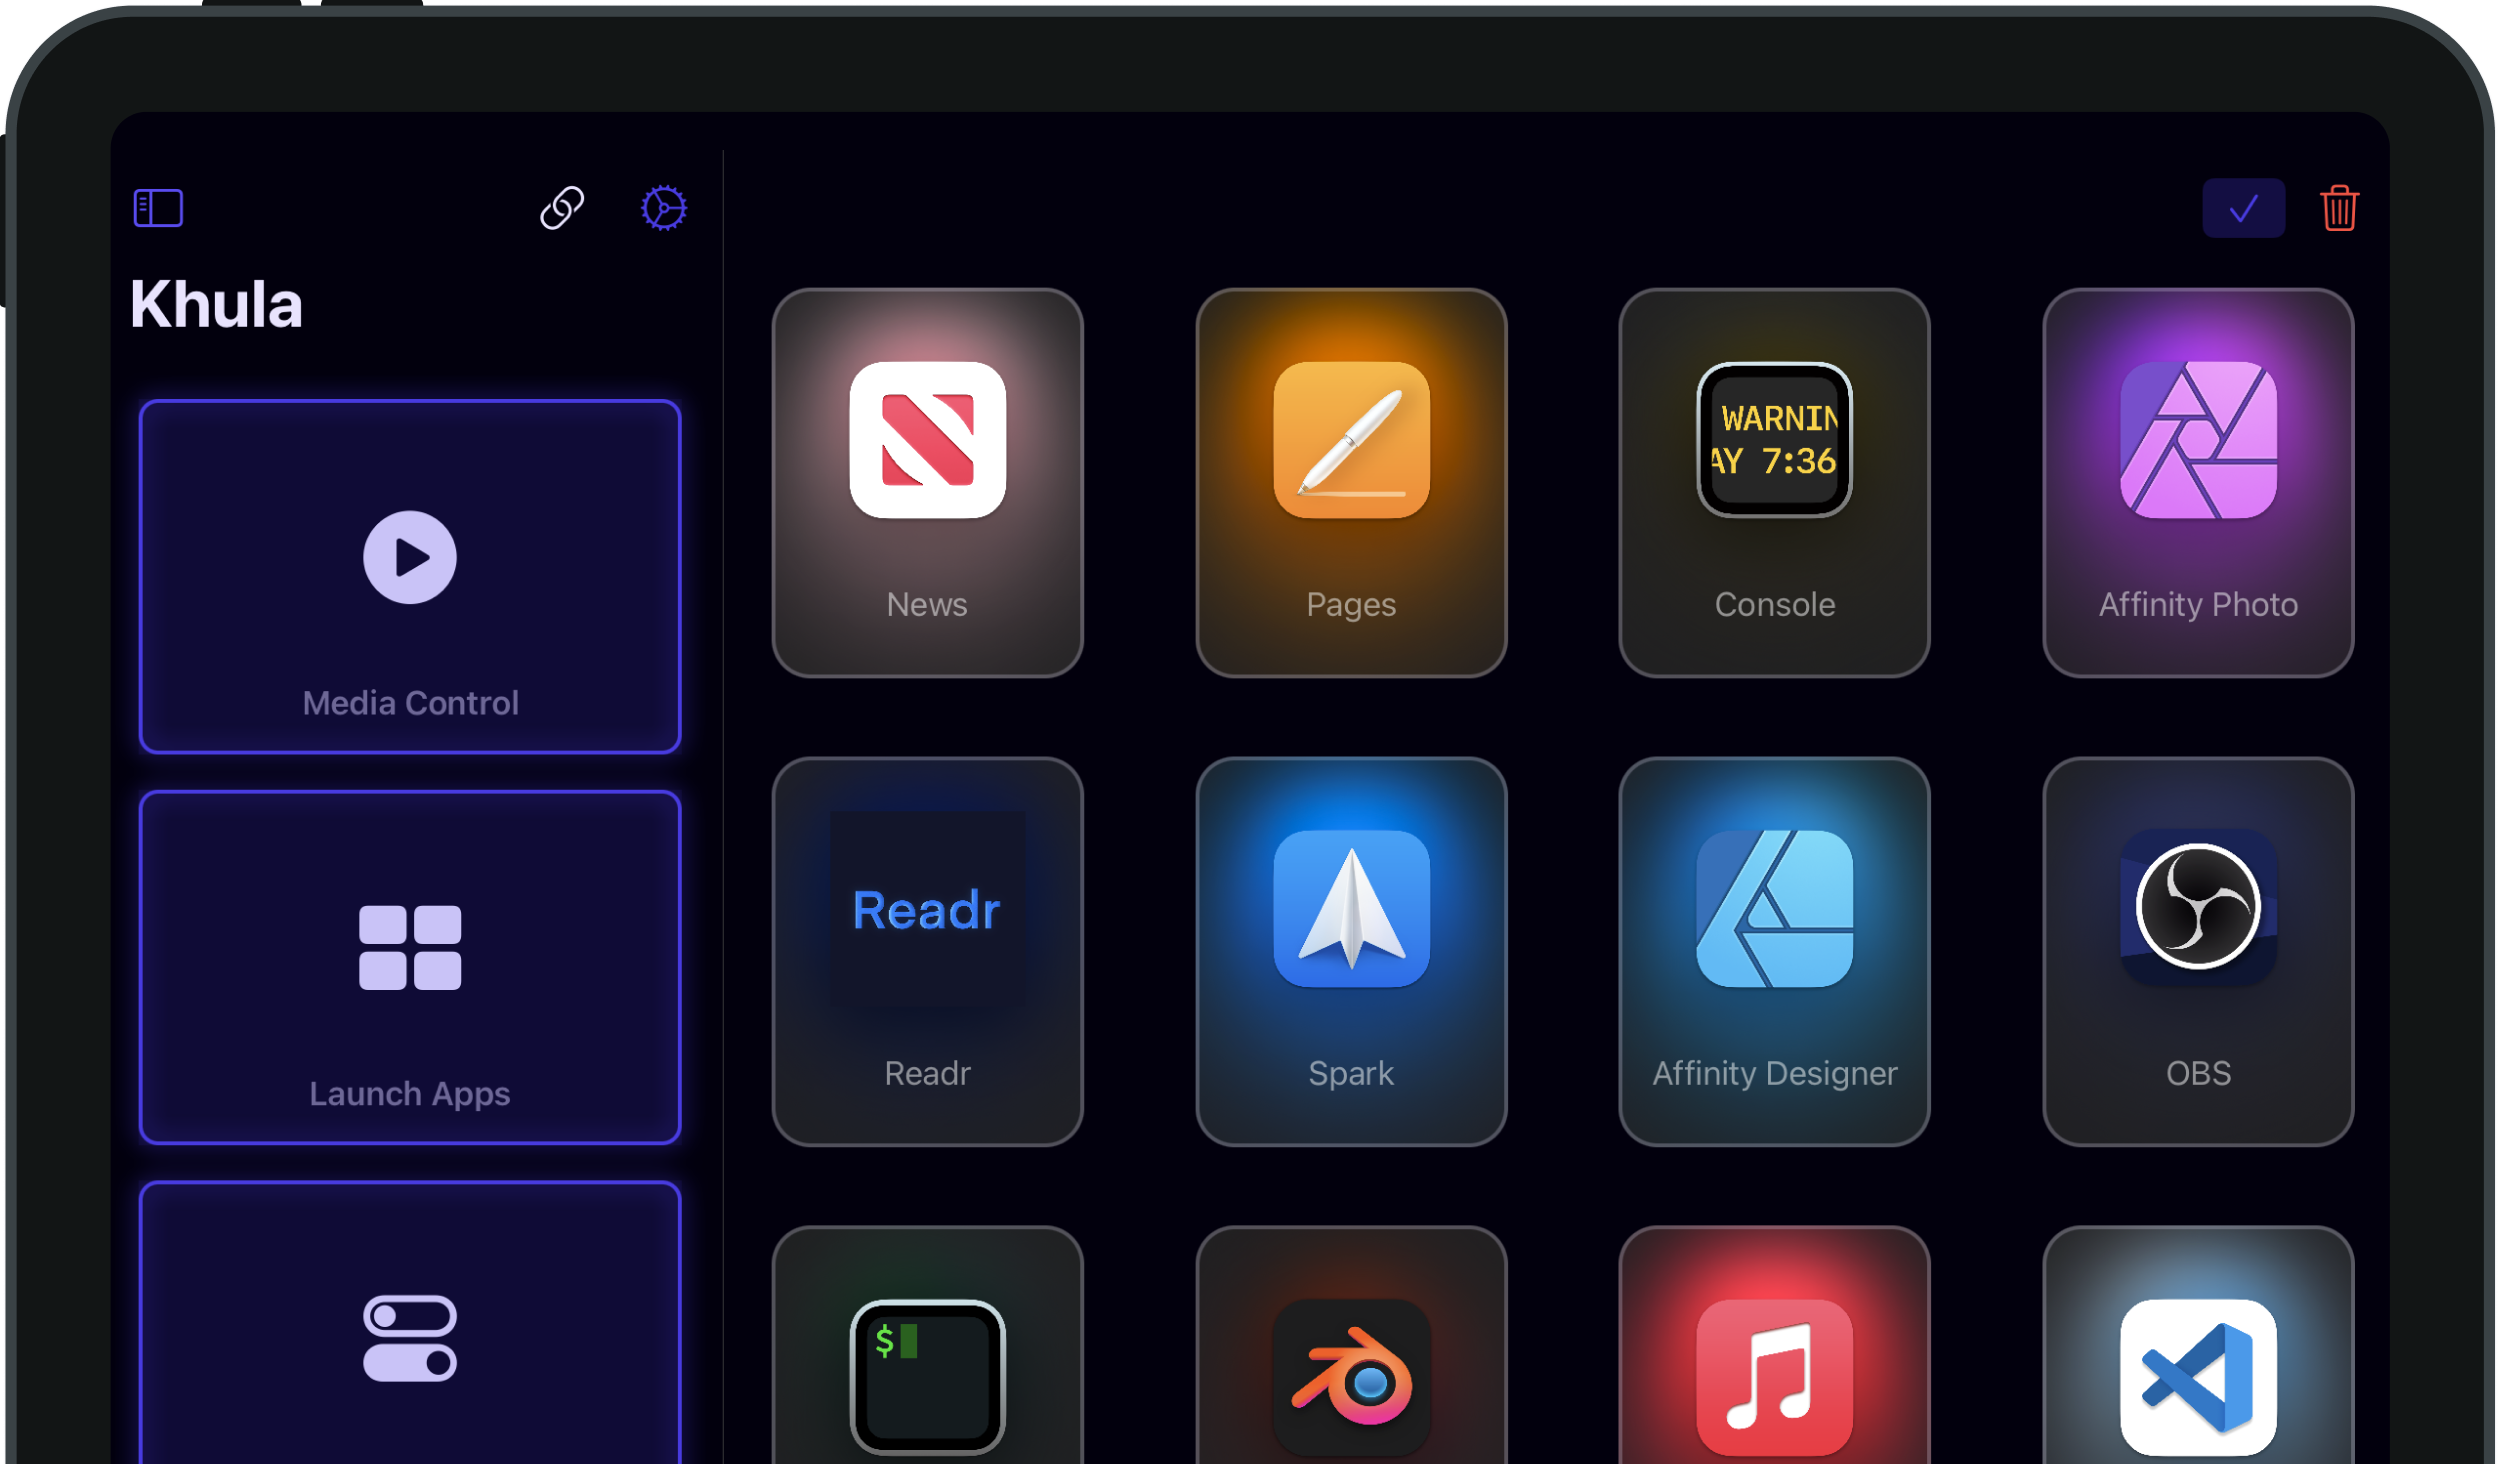 Khula
Media Control
Launch Apps
News
Pages
WARNIN
AY 7:36
Console
Affinity Photo
Readr
Readr
Spark
Affinity Designer
OBS
$